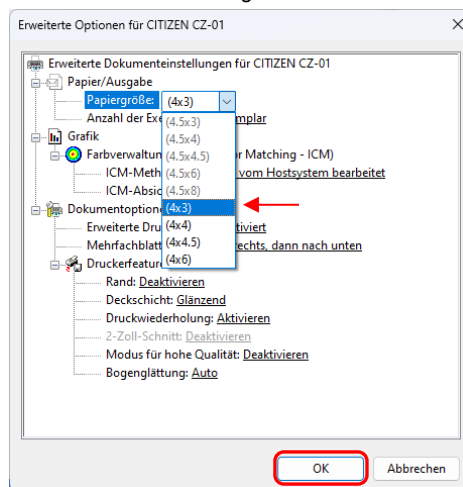 Erweiterte Optionen für CITIZEN CZ-01
Erweiterte Dokumenteinstellungen für CITIZEN CZ-01
Papier/Ausgabe
Papiergröße: (4x3)
Anzahl der Exe mplar
(4.5x3)
(4.5x4)
(4.5x4.5)
(4.5x6)
(4.5x8)
(4x3)
(4x4)
(4x4.5)
(4x6)
Grafik
Farbverwaltun r Matching - ICM)
ICM-Meth vom Hostsystem bearbeitet
ICM-Absic
Dokumentoption
Erweiterte Dru tiviert
Mehrfachblatt echts, dann nach unten
Druckerfeature
Rand: Deaktivieren
Deckschicht: Glänzend
Druckwiederholung: Aktivieren
2-Zoll-Schnitt: Deaktivieren
Modus für hohe Qualität: Deaktivieren
Bogenglättung: Auto
OK
Abbrechen